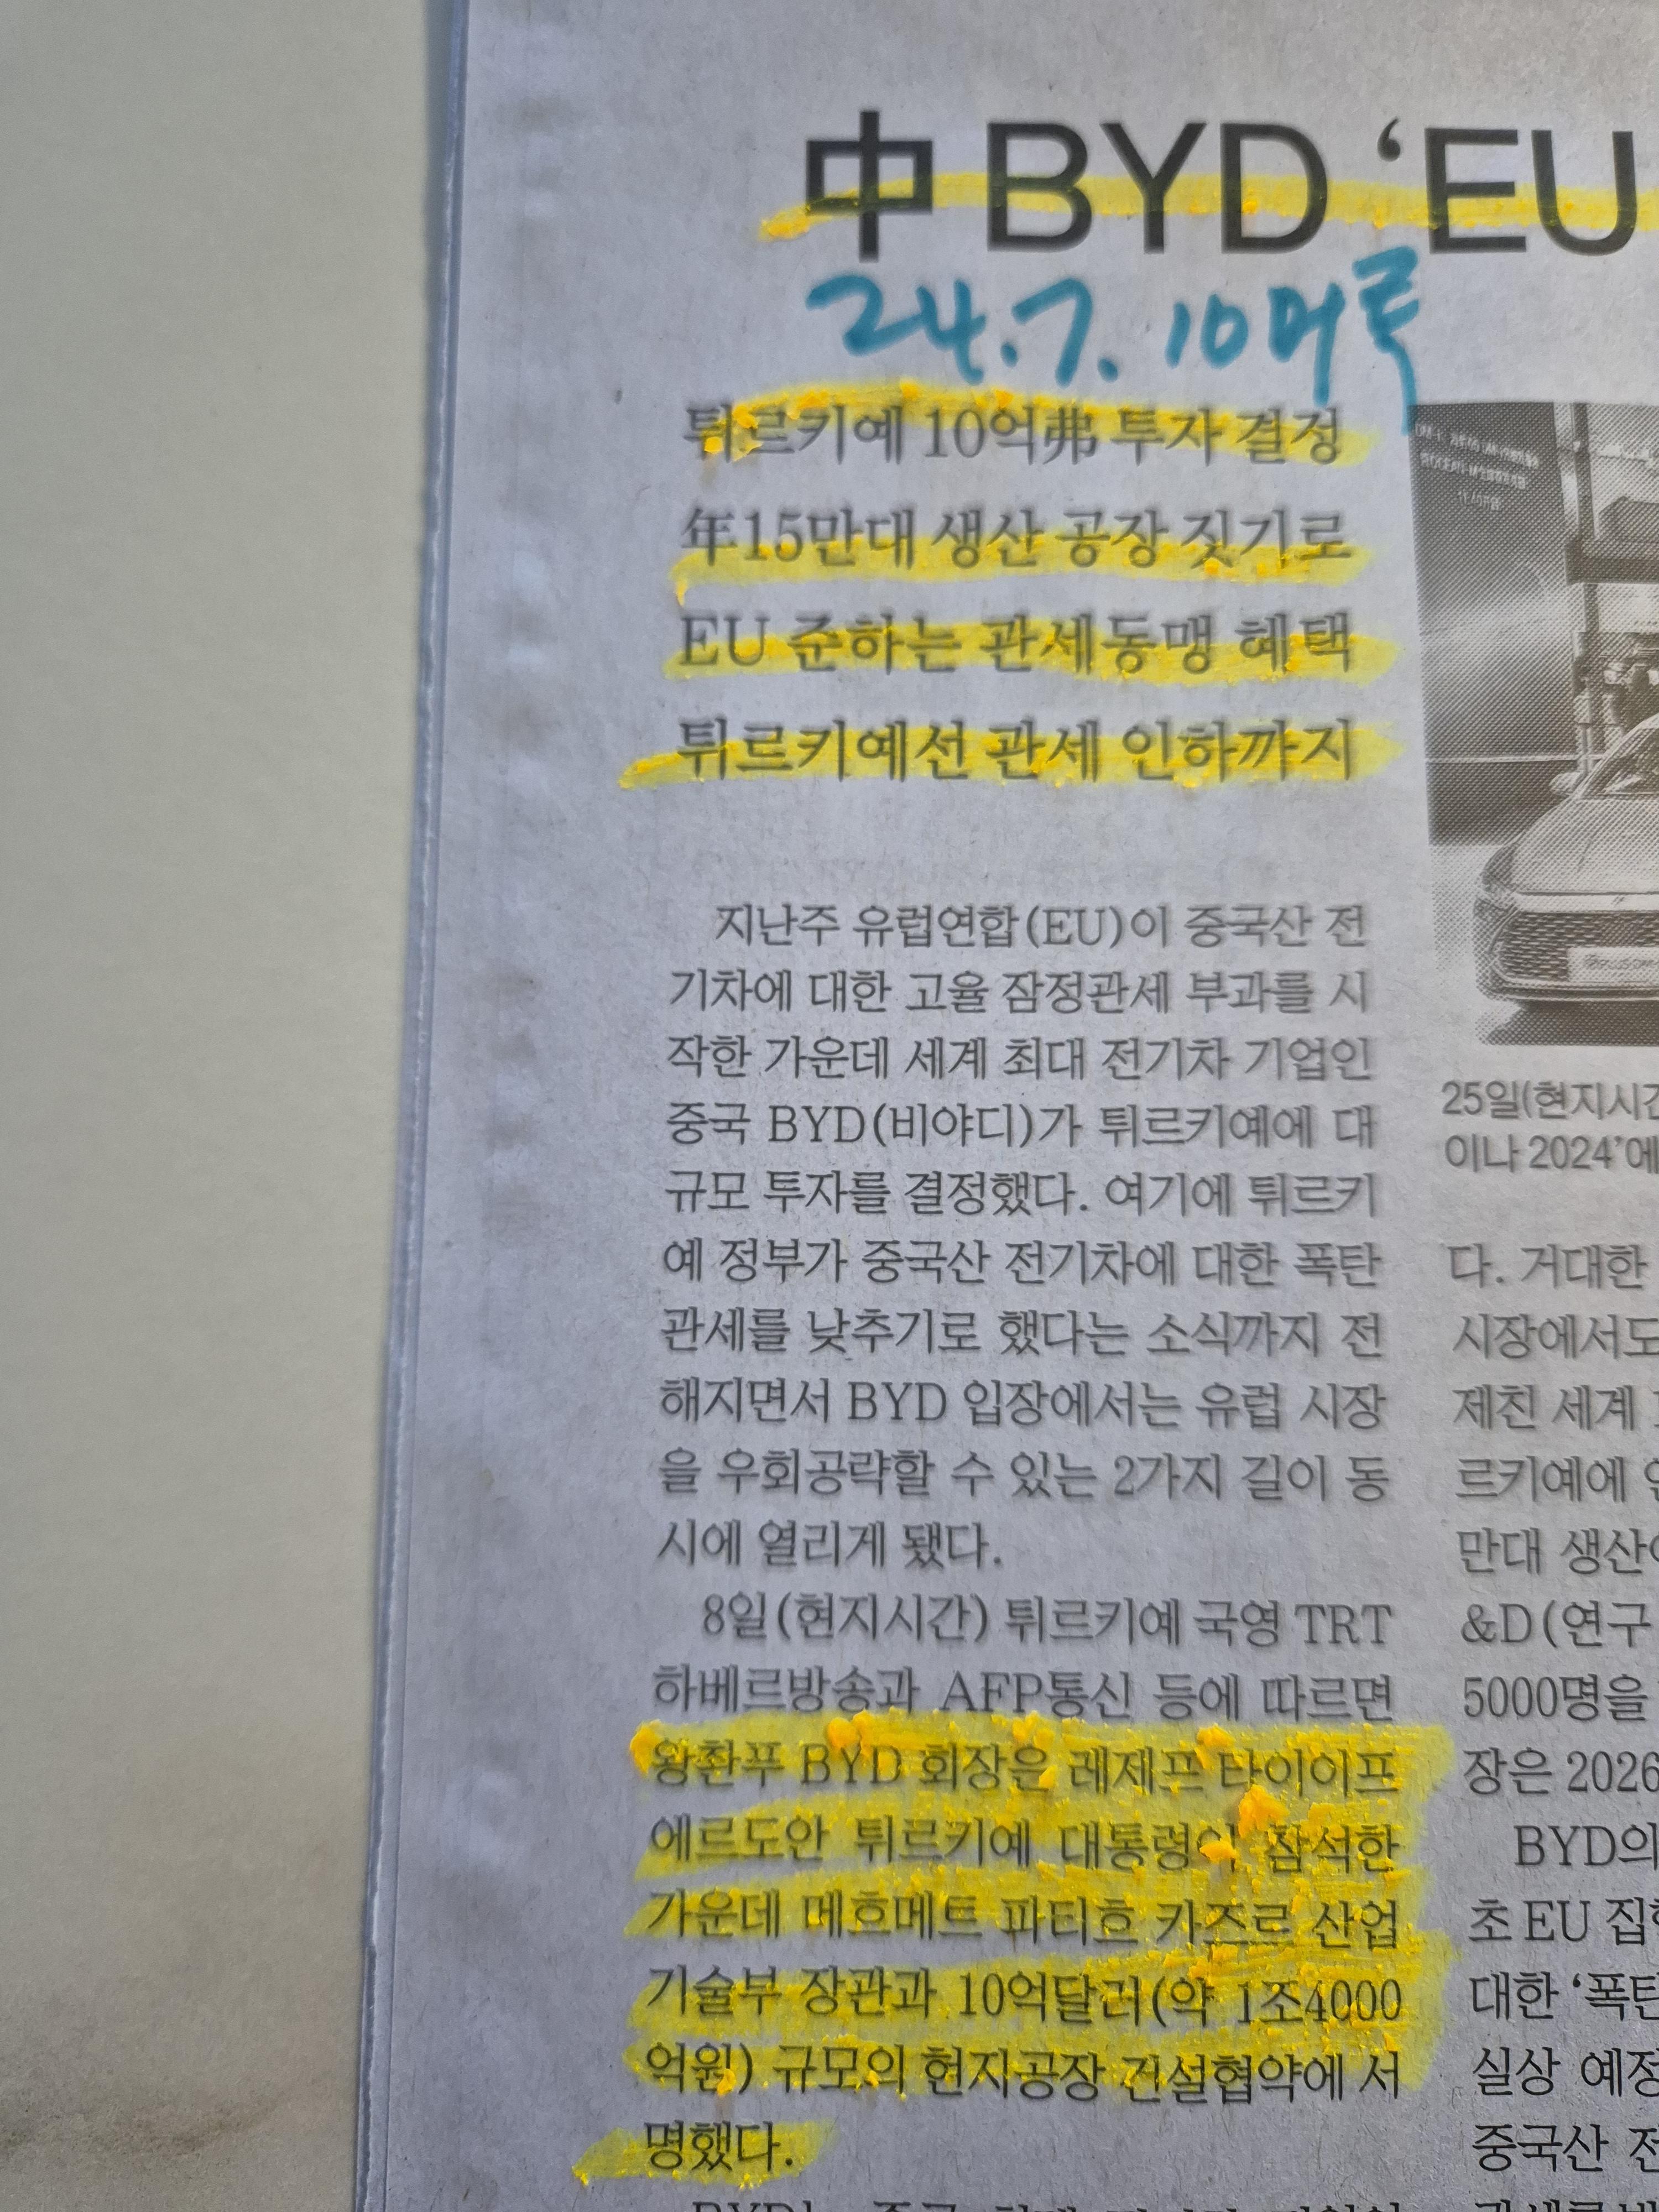 中 BYD ‘EU
24.7.10 머투
튀르키예 10억弗 투자 결정
年15만대 생산 공장 짓기로
EU 준하는 관세동맹 혜택
튀르키예선 관세 인하까지
지난주 유럽연합(EU)이 중국산 전
기차에 대한 고율 잠정관세 부과를 시
작한 가운데 세계 최대 전기차 기업인
중국 BYD(비야디)가 튀르키예에 대
규모 투자를 결정했다. 여기에 튀르키
예 정부가 중국산 전기차에 대한 폭탄
관세를 낮추기로 했다는 소식까지 전
해지면서 BYD 입장에서는 유럽 시장
을 우회공략할 수 있는 2가지 길이 동
시에 열리게 됐다.
8일(현지시간) 튀르키예 국영 TRT
하베르방송과 AFP통신 등에 따르면
왕촨푸 BYD 회장은 레제프 타이이프
에르도안 튀르키예 대통령이 참석한
가운데 메흐메트 파티흐 카즈르 산업
기술부 장관과 10억달러(약 1조4000
억원) 규모의 현지공장 건설협약에 서
명했다.
25일(현지시간
이나 2024’에
다. 거대한
시장에서도
제친 세계
르키예에
만대 생산
&D(연구
5000명을
장은 2026
BYD의
초 EU 집
대한 ‘폭탄
실상 예정
중국산 전